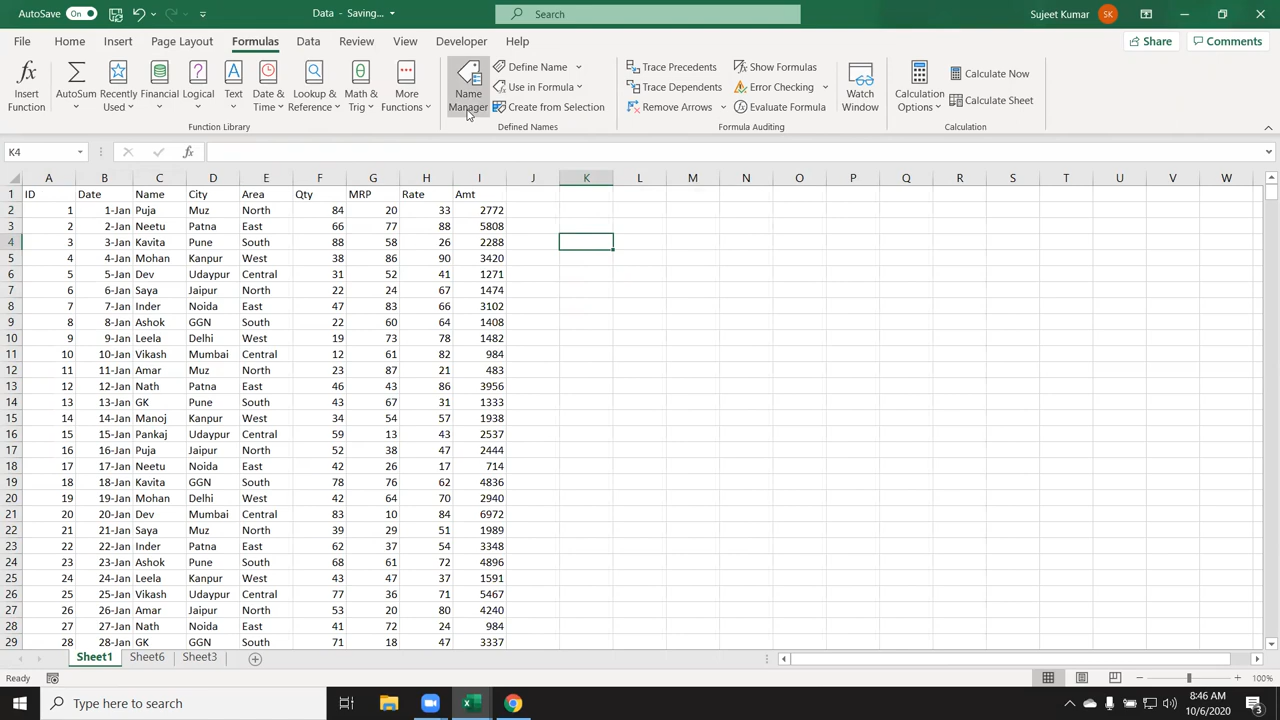 AutoSave On Data - Saving... Search Sujeet Kumar SK
File Home Insert Page Layout Formulas Data Review View Developer Help Share Comments
Insert Function AutoSum Recently Used Financial Logical Text Date & Time Lookup & Reference Math & Trig More Functions
Function Library
Name Manager Define Name Use in Formula Create from Selection
Defined Names
Trace Precedents Trace Dependents Remove Arrows Show Formulas Error Checking Evaluate Formula Watch Window
Formula Auditing
Calculation Options Calculate Now Calculate Sheet
Calculation
K4 fx
A B C D E F G H I J K L M N O P Q R S T U V W
1 ID Date Name City Area Qty MRP Rate Amt
2 1 1-Jan Puja Muz North 84 20 33 2772
3 2 2-Jan Neetu Patna East 66 77 88 5808
4 3 3-Jan Kavita Pune South 88 58 26 2288
5 4 4-Jan Mohan Kanpur West 38 86 90 3420
6 5 5-Jan Dev Udaypur Central 31 52 41 1271
7 6 6-Jan Saya Jaipur North 22 24 67 1474
8 7 7-Jan Inder Noida East 47 83 66 3102
9 8 8-Jan Ashok GGN South 22 60 64 1408
10 9 9-Jan Leela Delhi West 19 73 78 1482
11 10 10-Jan Vikash Mumbai Central 12 61 82 984
12 11 11-Jan Amar Muz North 23 87 21 483
13 12 12-Jan Nath Patna East 46 43 86 3956
14 13 13-Jan GK Pune South 43 67 31 1333
15 14 14-Jan Manoj Kanpur West 34 54 57 1938
16 15 15-Jan Pankaj Udaypur Central 59 13 43 2537
17 16 16-Jan Puja Jaipur North 52 38 47 2444
18 17 17-Jan Neetu Noida East 42 26 17 714
19 18 18-Jan Kavita GGN South 78 76 62 4836
20 19 19-Jan Mohan Delhi West 42 64 70 2940
21 20 20-Jan Dev Mumbai Central 83 10 84 6972
22 21 21-Jan Saya Muz North 39 29 51 1989
23 22 22-Jan Inder Patna East 62 37 54 3348
24 23 23-Jan Ashok Pune South 68 61 72 4896
25 24 24-Jan Leela Kanpur West 43 47 37 1591
26 25 25-Jan Vikash Udaypur Central 77 36 71 5467
27 26 26-Jan Amar Jaipur North 53 20 80 4240
28 27 27-Jan Nath Noida East 41 72 24 984
29 28 28-Jan GK GGN South 71 18 47 3337
Sheet1 Sheet6 Sheet3
Ready 100%
Type here to search 8:46 AM
10/6/2020 3